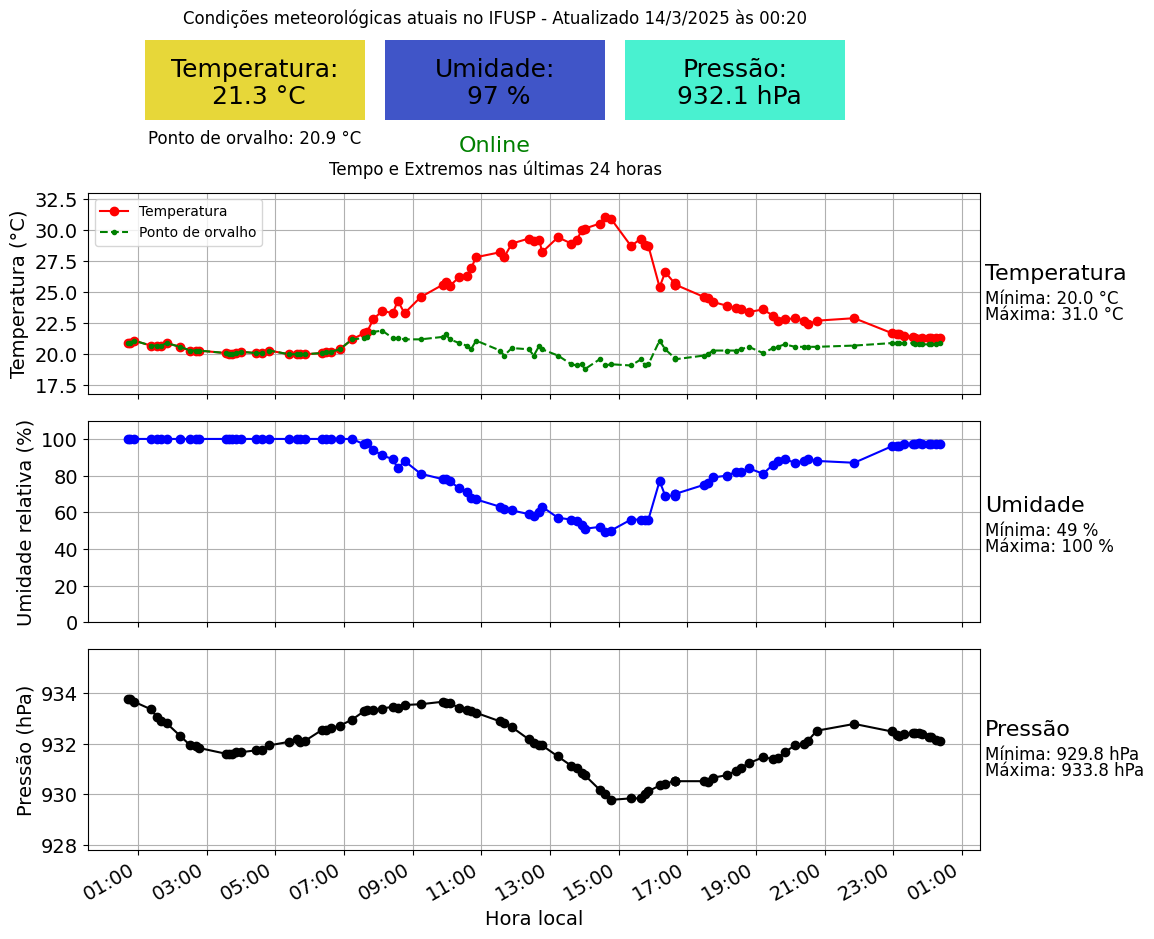 Condições meteorológicas atuais no IFUSP - Atualizado 14/3/2025 às 00:20
Temperatura:
21.3 °C
Umidade:
97 %
Pressão:
932.1 hPa
Ponto de orvalho: 20.9 °C
Online
Tempo e Extremos nas últimas 24 horas
Temperatura (°C)
32.5
30.0
27.5
25.0
22.5
20.0
17.5
Temperatura
Ponto de orvalho
Temperatura
Mínima: 20.0 °C
Máxima: 31.0 °C
Umidade relativa (%)
100
80
60
40
20
0
Umidade
Mínima: 49 %
Máxima: 100 %
Pressão (hPa)
934
932
930
928
Pressão
Mínima: 929.8 hPa
Máxima: 933.8 hPa
01:00 03:00 05:00 07:00 09:00 11:00 13:00 15:00 17:00 19:00 21:00 23:00 01:00
Hora local